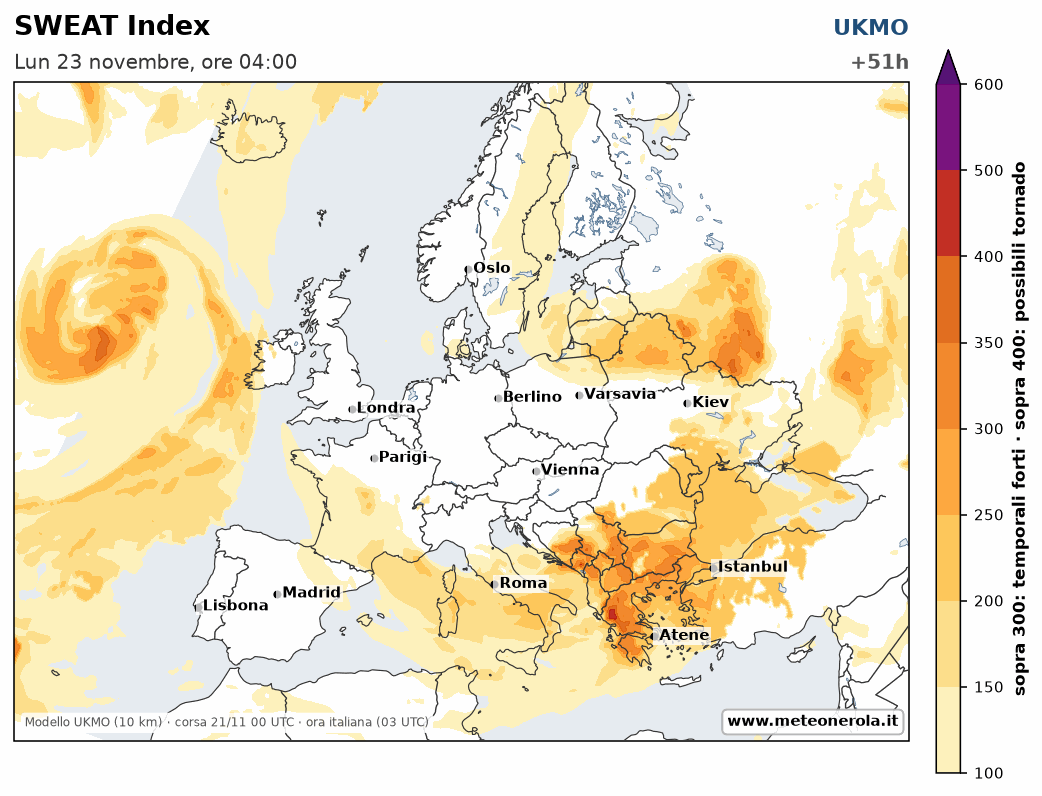 SWEAT Index
UKMO
Lun 23 novembre, ore 04:00
+51h
600
500
400
350
300
250
200
150
100
sopra 300: temporali forti · sopra 400: possibili tornado
Oslo
Berlino
Varsavia
Kiev
Londra
Parigi
Vienna
Istanbul
Roma
Madrid
Lisbona
Atene
Modello UKMO (10 km) · corsa 21/11 00 UTC · ora italiana (03 UTC)
www.meteonerola.it